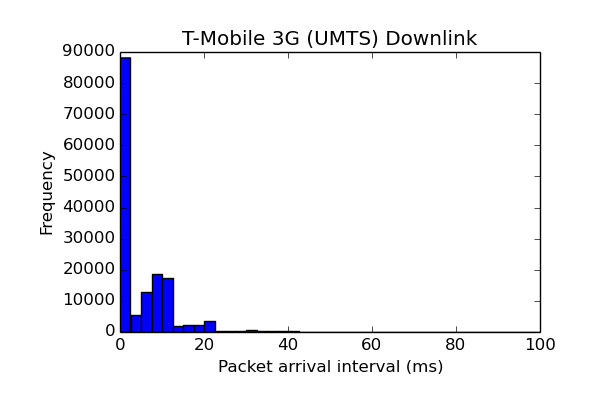 T-Mobile 3G (UMTS) Downlink
90000
80000
70000
60000
50000
40000
30000
20000
10000
0
Frequency
0 20 40 60 80 100
Packet arrival interval (ms)